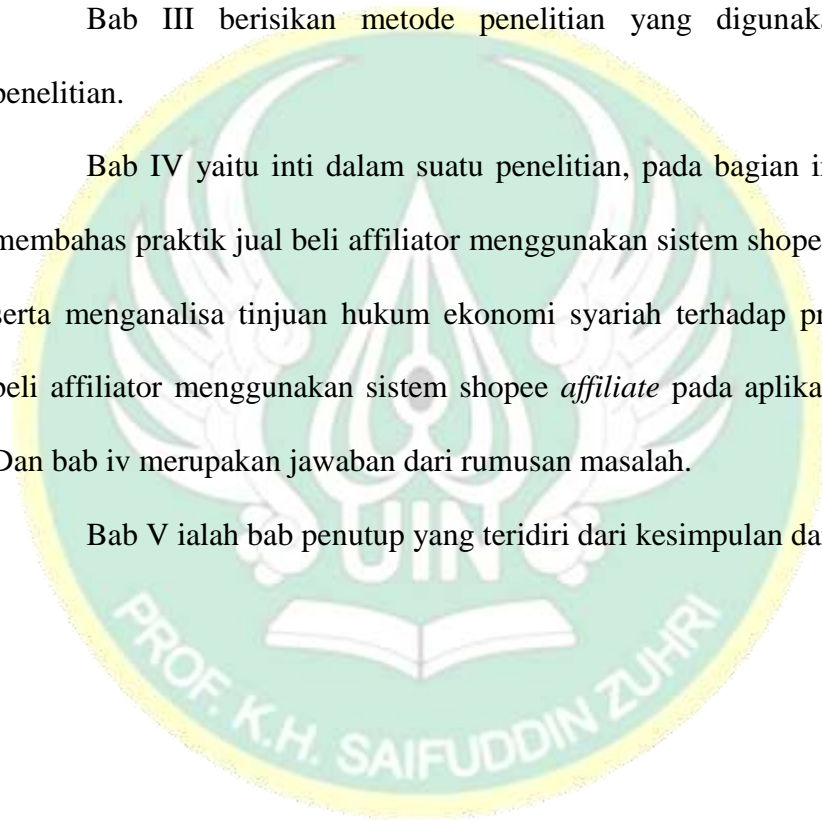 Bab III berisikan metode penelitian yang digunaka
penelitian.
Bab IV yaitu inti dalam suatu penelitian, pada bagian i
membahas praktik jual beli affiliator menggunakan sistem shope
serta menganalisa tinjuan hukum ekonomi syariah terhadap pr
beli affiliator menggunakan sistem shopee affiliate pada aplika
Dan bab iv merupakan jawaban dari rumusan masalah.
Bab V ialah bab penutup yang teridiri dari kesimpulan da
UIN
PROF. K.H. SAIFUDDIN ZUHRI